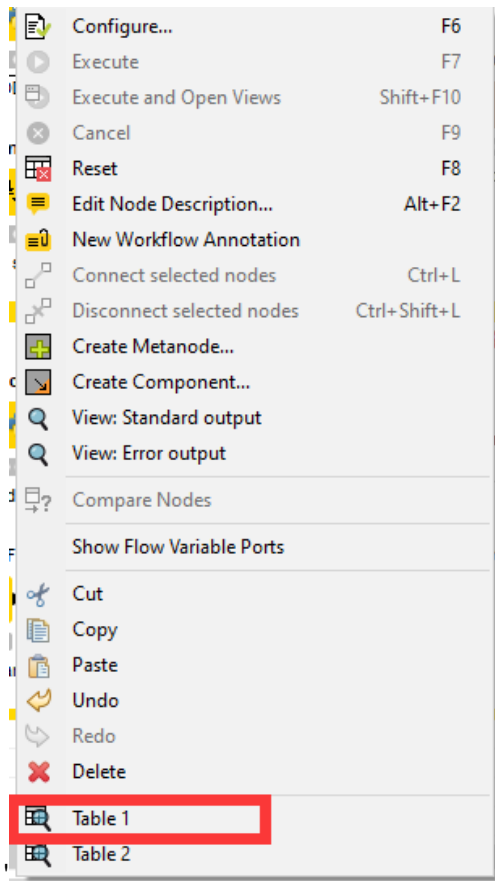 Configure... F6
Execute F7
Execute and Open Views Shift+F10
Cancel F9
Reset F8
Edit Node Description... Alt+F2
New Workflow Annotation
Connect selected nodes Ctrl+L
Disconnect selected nodes Ctrl+Shift+L
Create Metanode...
Create Component...
View: Standard output
View: Error output
Compare Nodes
Show Flow Variable Ports
Cut
Copy
Paste
Undo
Redo
Delete
Table 1
Table 2